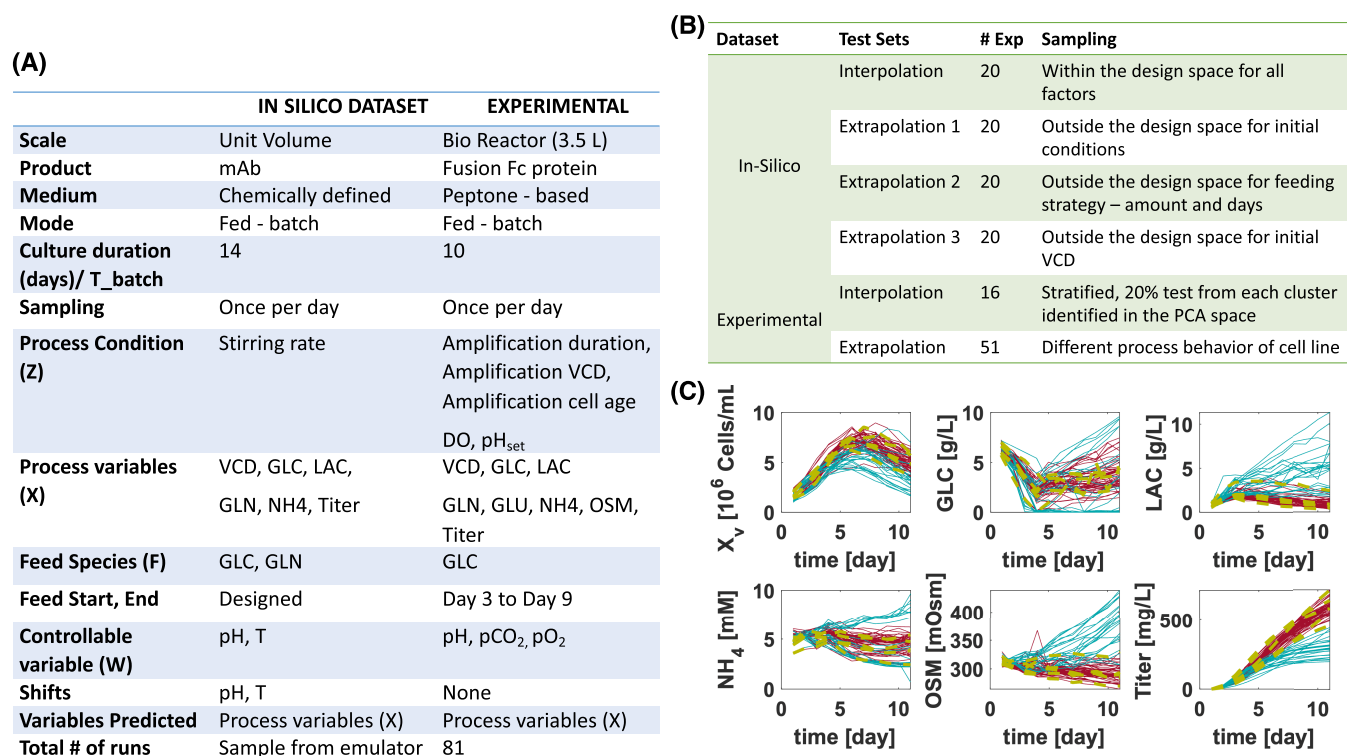 (A)
IN SILICO DATASET EXPERIMENTAL
Scale Unit Volume Bio Reactor (3.5 L)
Product mAb Fusion Fc protein
Medium Chemically defined Peptone - based
Mode Fed - batch Fed - batch
Culture duration 14 10
(days)/ T_batch
Sampling Once per day Once per day
Process Condition Stirring rate Amplification duration,
(Z) Amplification VCD,
Amplification cell age
DO, pHset
Process variables VCD, GLC, LAC, VCD, GLC, LAC
(X) GLN, NH4, Titer GLN, GLU, NH4, OSM,
Titer
Feed Species (F) GLC, GLN GLC
Feed Start, End Designed Day 3 to Day 9
Controllable pH, T pH, pCO2, pO2
variable (W)
Shifts pH, T None
Variables Predicted Process variables (X) Process variables (X)
Total # of runs Sample from emulator 81
(B)
Dataset Test Sets # Exp Sampling
In-Silico
Interpolation 20 Within the design space for all
factors
Extrapolation 1 20 Outside the design space for initial
conditions
Extrapolation 2 20 Outside the design space for feeding
strategy – amount and days
Extrapolation 3 20 Outside the design space for initial
VCD
Experimental
Interpolation 16 Stratified, 20% test from each cluster
identified in the PCA space
Extrapolation 51 Different process behavior of cell line
(C)
Xv [10^6 Cells/mL
10
5
0
0 5 10
time [day]
GLC [g/L]
10
5
0
0 5 10
time [day]
LAC [g/L]
10
5
0
0 5 10
time [day]
NH4 [mM]
10
5
0
0 5 10
time [day]
OSM [mOsm]
400
350
300
0 5 10
time [day]
Titer [mg/L]
500
0
0 5 10
time [day]